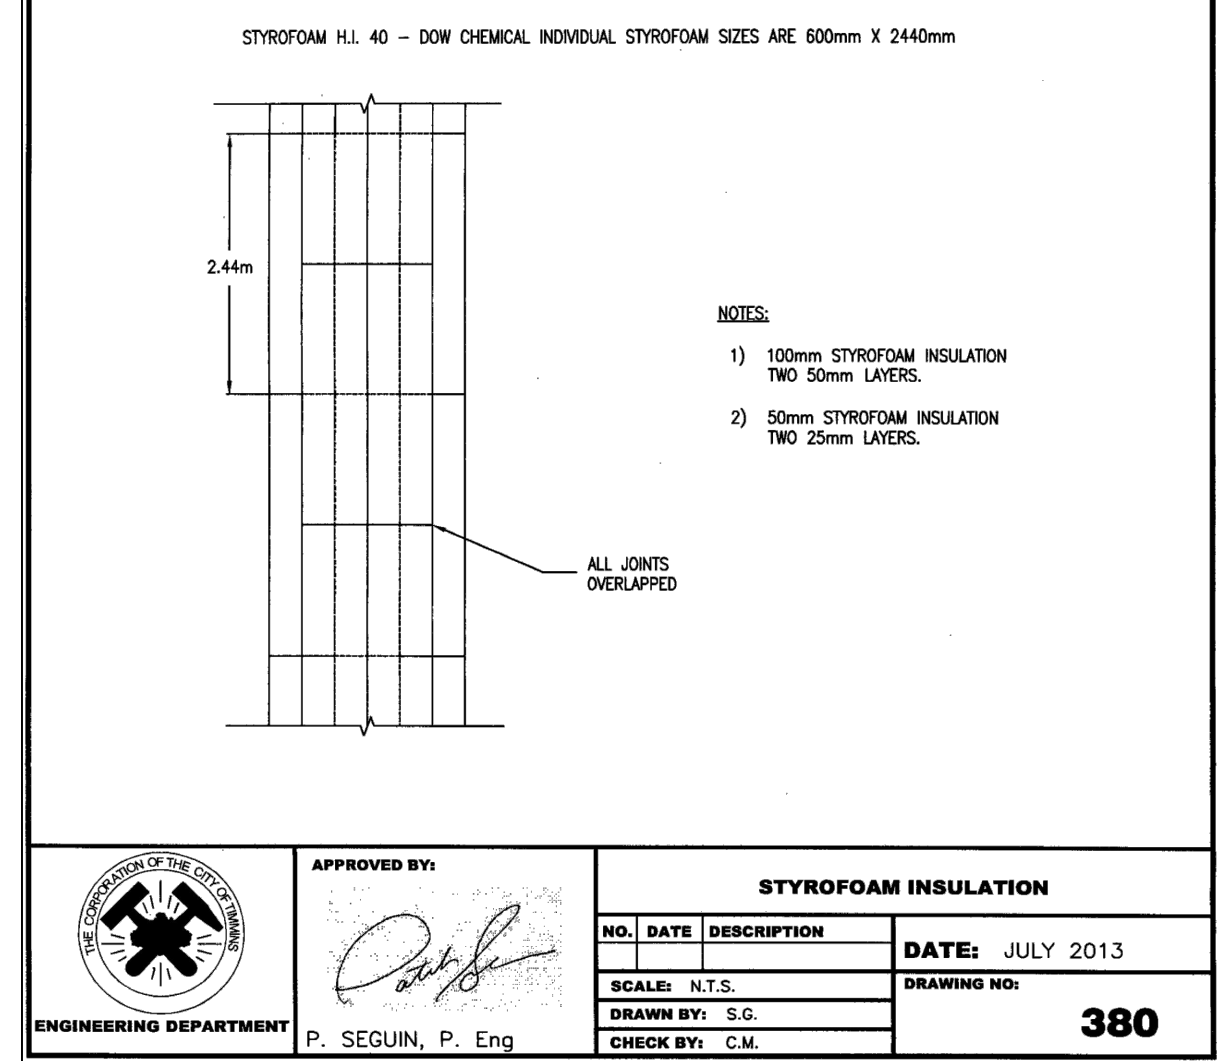 STYROFOAM H.I. 40 – DOW CHEMICAL INDIVIDUAL STYROFOAM SIZES ARE 600mm X 2440mm
2.44m
NOTES:
1) 100mm STYROFOAM INSULATION
TWO 50mm LAYERS.
2) 50mm STYROFOAM INSULATION
TWO 25mm LAYERS.
ALL JOINTS
OVERLAPPED
THE CORPORATION OF THE CITY OF TIMMINS
ENGINEERING DEPARTMENT
APPROVED BY:
P. SEGUIN, P. Eng
STYROFOAM INSULATION
NO. DATE DESCRIPTION
SCALE: N.T.S.
DRAWN BY: S.G.
CHECK BY: C.M.
DATE: JULY 2013
DRAWING NO:
380